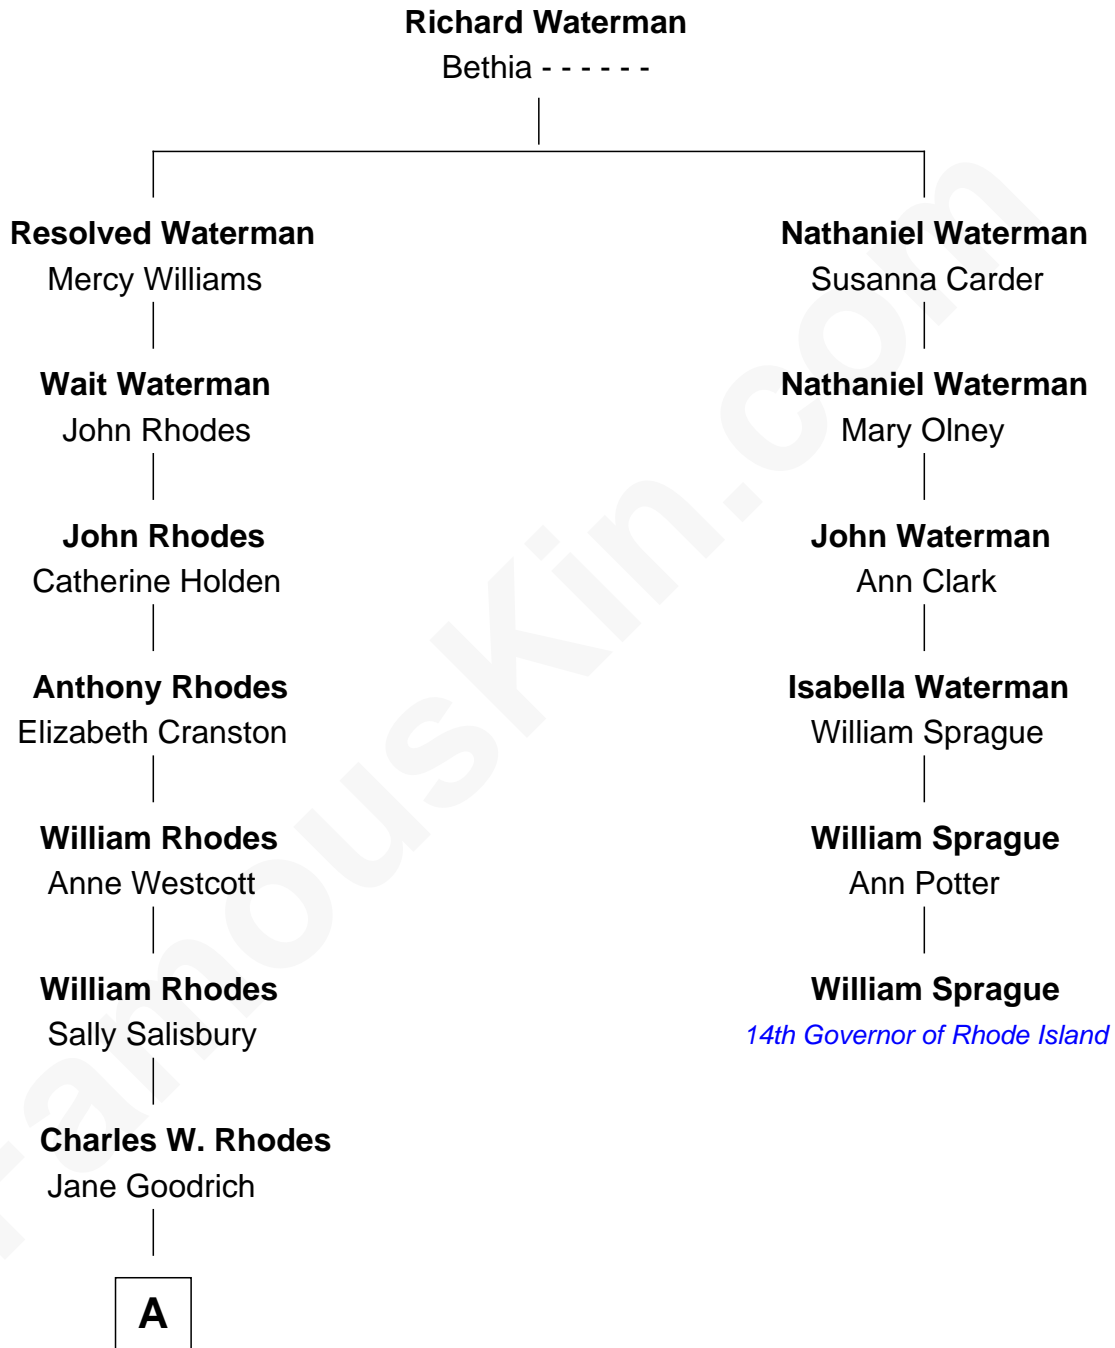 Richard Waterman
Bethia - - - - - -
Resolved Waterman
Mercy Williams
Nathaniel Waterman
Susanna Carder
Wait Waterman
John Rhodes
Nathaniel Waterman
Mary Olney
John Rhodes
Catherine Holden
John Waterman
Ann Clark
Anthony Rhodes
Elizabeth Cranston
Isabella Waterman
William Sprague
William Rhodes
Anne Westcott
William Sprague
Ann Potter
William Rhodes
Sally Salisbury
William Sprague
14th Governor of Rhode Island
Charles W. Rhodes
Jane Goodrich
A
FamousKin.com